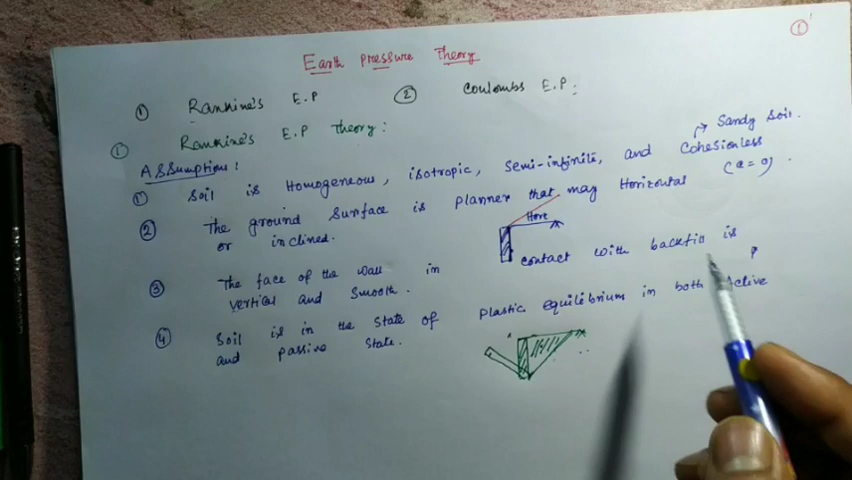 1
Earth Pressure Theory
① Rankine's E.P ② Coulombs E.P :
① Rankine's E.P Theory :
Assumption :
→ Sandy Soil.
① Soil is Homogeneous, isotropic, Semi-infinite, and Cohesionless (c = 0).
② The ground Surface is planner that may Horizontal
or inclined.
Hori
③ The face of the wall in contact with backfill is
vertical and Smooth.
④ Soil is in the State of Plastic equilibrium in both Active
and passive State.